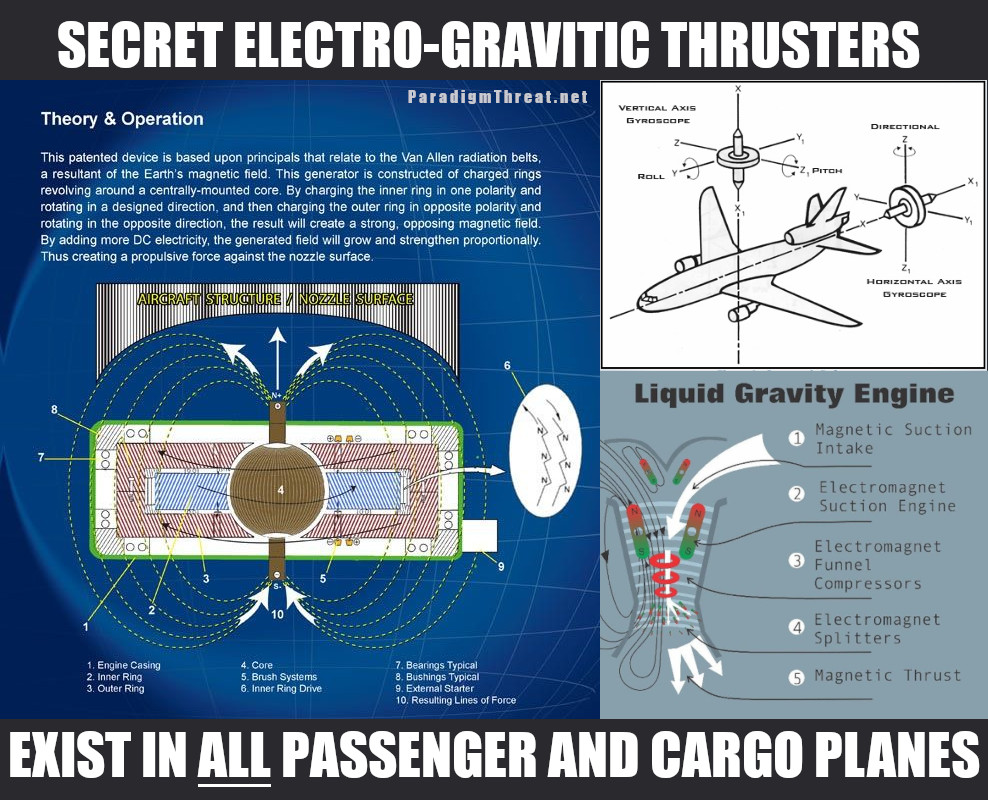 SECRET ELECTRO-GRAVITIC THRUSTERS
ParadigmThreat.net
Theory & Operation
This patented device is based upon principals that relate to the Van Allen radiation belts,
a resultant of the Earth's magnetic field. This generator is constructed of charged rings
revolving around a centrally-mounted core. By charging the inner ring in one polarity and
rotating in a designed direction, and then charging the outer ring in opposite polarity and
rotating in the opposite direction, the result will create a strong, opposing magnetic field.
By adding more DC electricity, the generated field will grow and strengthen proportionally.
Thus creating a propulsive force against the nozzle surface.
AIRCRAFT STRUCTURE / NOZZLE SURFACE
N+
S-
N
N
N
N
1
2
3
4
5
6
7
8
9
10
1. Engine Casing
2. Inner Ring
3. Outer Ring
4. Core
5. Brush Systems
6. Inner Ring Drive
7. Bearings Typical
8. Bushings Typical
9. External Starter
10. Resulting Lines of Force
VERTICAL AXIS
GYROSCOPE
X
Z
Y1
ROLL
Y
Z1
PITCH
X1
DIRECTIONAL
Z
X1
Y
Y1
X
Z1
HORIZONTAL AXIS
GYROSCOPE
Liquid Gravity Engine
N
N
S
S
1 Magnetic Suction
Intake
2 Electromagnet
Suction Engine
3 Electromagnet
Funnel
Compressors
4 Electromagnet
Splitters
5 Magnetic Thrust
EXIST IN ALL PASSENGER AND CARGO PLANES